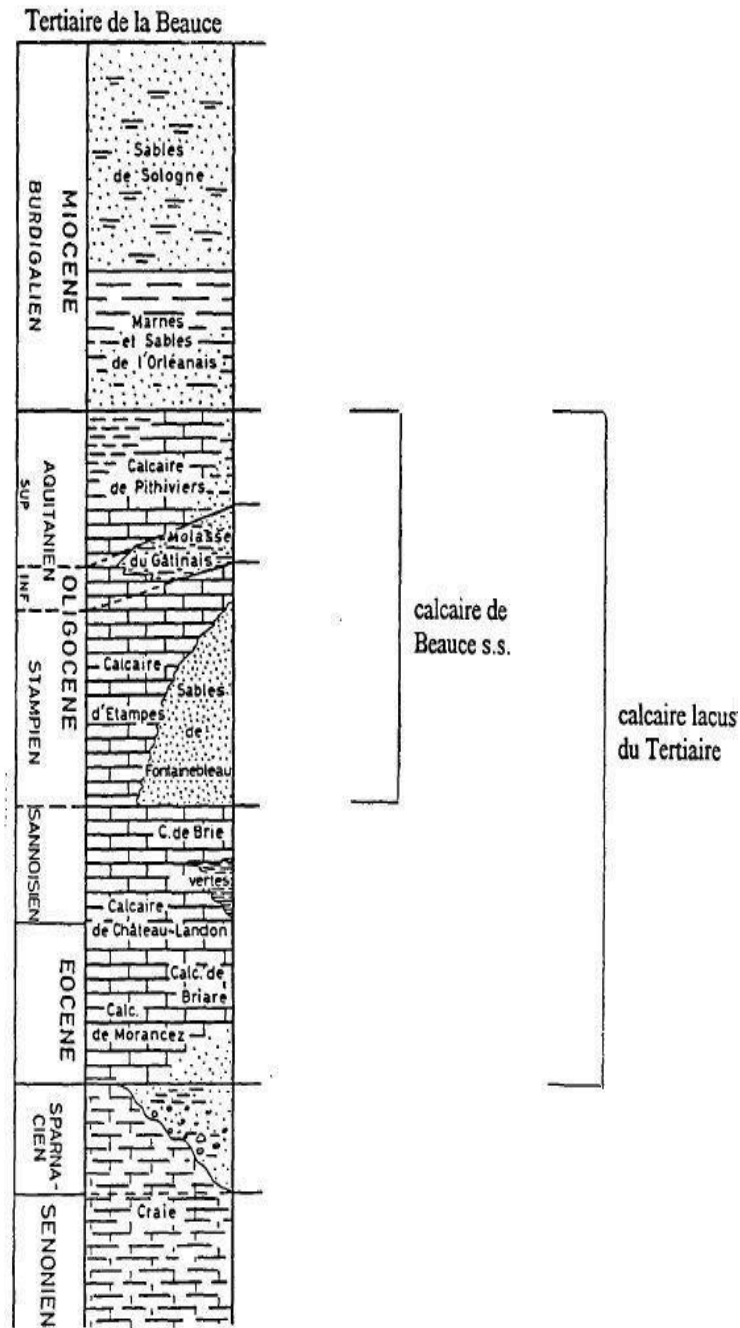 Tertiaire de la Beauce
MIOCENE
BURDIGALIEN
Sables
de Sologne
Marnes
et Sables
de l'Orléanais
AQUITANIEN
SUP
INF
OLIGOCENE
STAMPIEN
SANNOISIEN
Calcaire
de Pithiviers
Molasse
du Gâtinais
Calcaire
d'Etampes
Sables
de
Fontainebleau
C. de Brie
vertes
Calcaire
de Château-Landon
EOCENE
Calc. de
Briare
Calc.
de Morancez
SPARNA-
CIEN
SENONIEN
Craie
calcaire de
Beauce s.s.
calcaire lacus
du Tertiaire